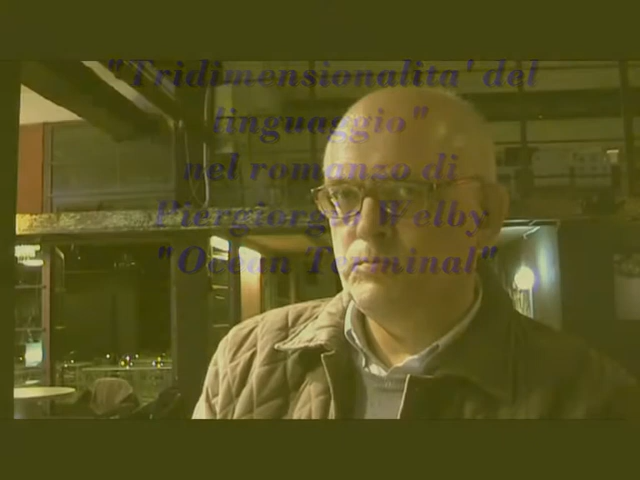 "Tridimensionalita' del
linguaggio"
nel romanzo di
Piergiorgio Welby
"Ocean Terminal"